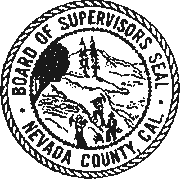 BOARD OF SUPERVISORS SEAL
NEVADA COUNTY, CAL.